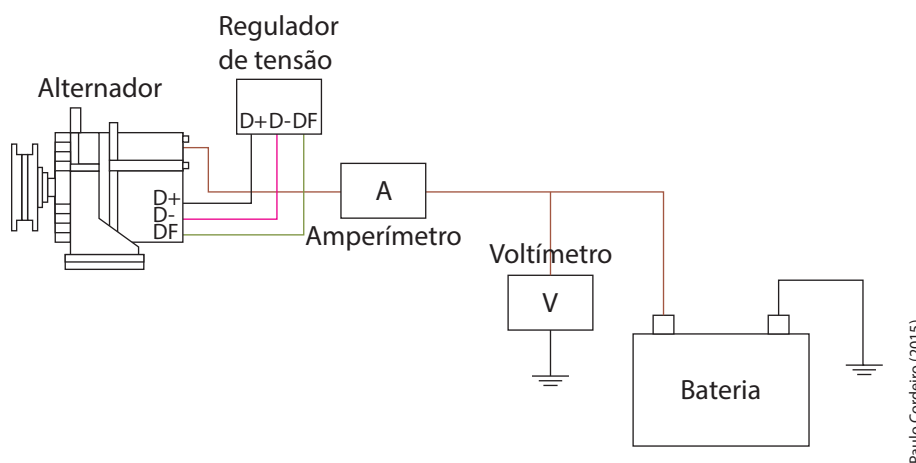 Regulador
de tensão
Alternador
D+ D- DF
D+
D-
DF
A
Amperímetro
Voltímetro
V
Bateria
Paulo Cordeiro (2015)